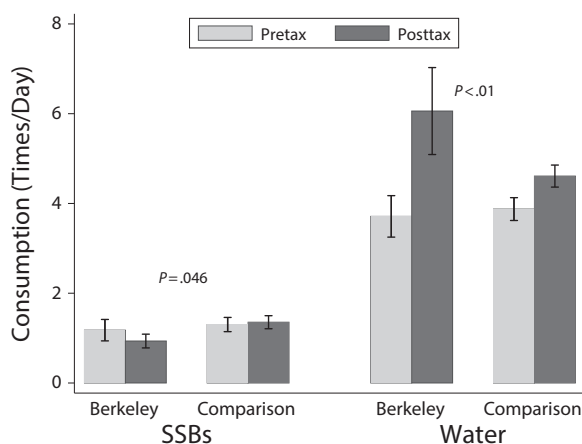 Consumption (Times/Day)
8
6
4
2
0
Pretax
Posttax
P=.046
P<.01
Berkeley
Comparison
Berkeley
Comparison
SSBs
Water